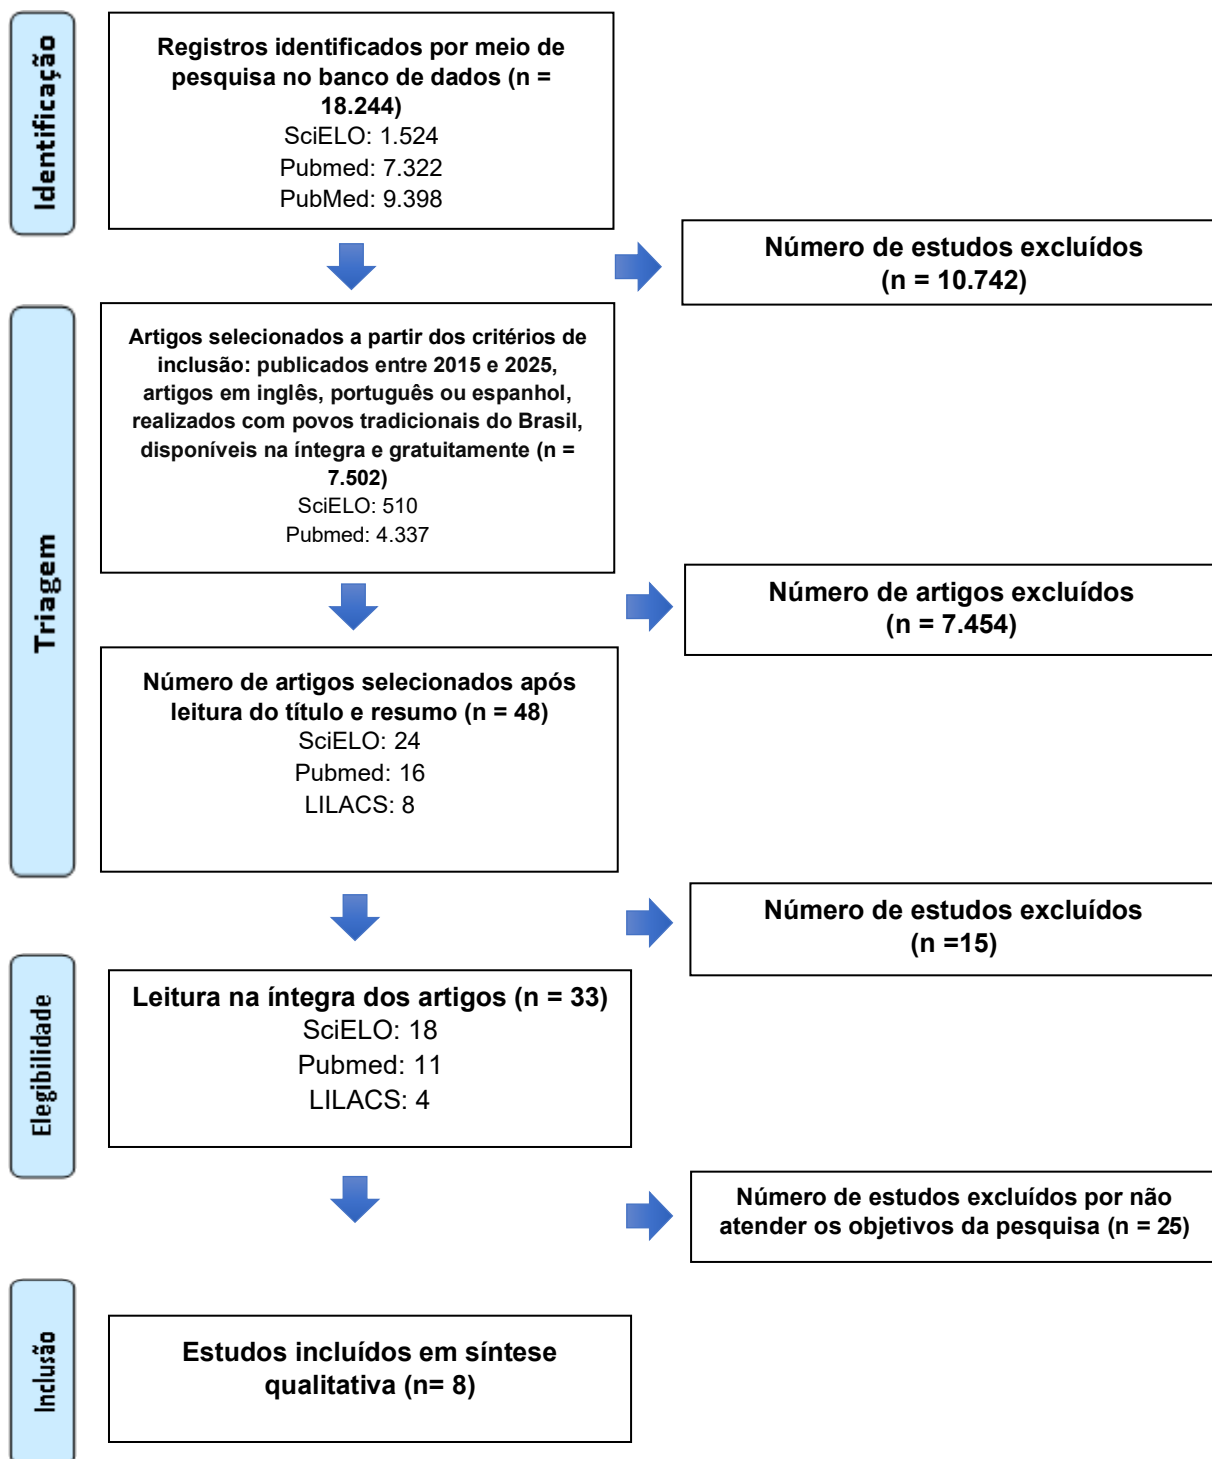 Identificação
Registros identificados por meio de
pesquisa no banco de dados (n =
18.244)
SciELO: 1.524
Pubmed: 7.322
PubMed: 9.398
Número de estudos excluídos
(n = 10.742)
Triagem
Artigos selecionados a partir dos critérios de
inclusão: publicados entre 2015 e 2025,
artigos em inglês, português ou espanhol,
realizados com povos tradicionais do Brasil,
disponíveis na íntegra e gratuitamente (n =
7.502)
SciELO: 510
Pubmed: 4.337
Número de artigos excluídos
(n = 7.454)
Número de artigos selecionados após
leitura do título e resumo (n = 48)
SciELO: 24
Pubmed: 16
LILACS: 8
Número de estudos excluídos
(n =15)
Elegibilidade
Leitura na íntegra dos artigos (n = 33)
SciELO: 18
Pubmed: 11
LILACS: 4
Número de estudos excluídos por não
atender os objetivos da pesquisa (n = 25)
Inclusão
Estudos incluídos em síntese
qualitativa (n= 8)